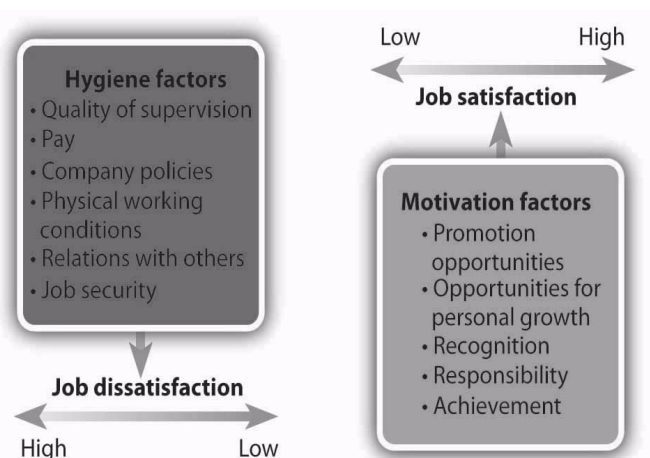 Hygiene factors
• Quality of supervision
• Pay
• Company policies
• Physical working
conditions
• Relations with others
• Job security
Job dissatisfaction
High Low
Low High
Job satisfaction
Motivation factors
• Promotion
opportunities
• Opportunities for
personal growth
• Recognition
• Responsibility
• Achievement